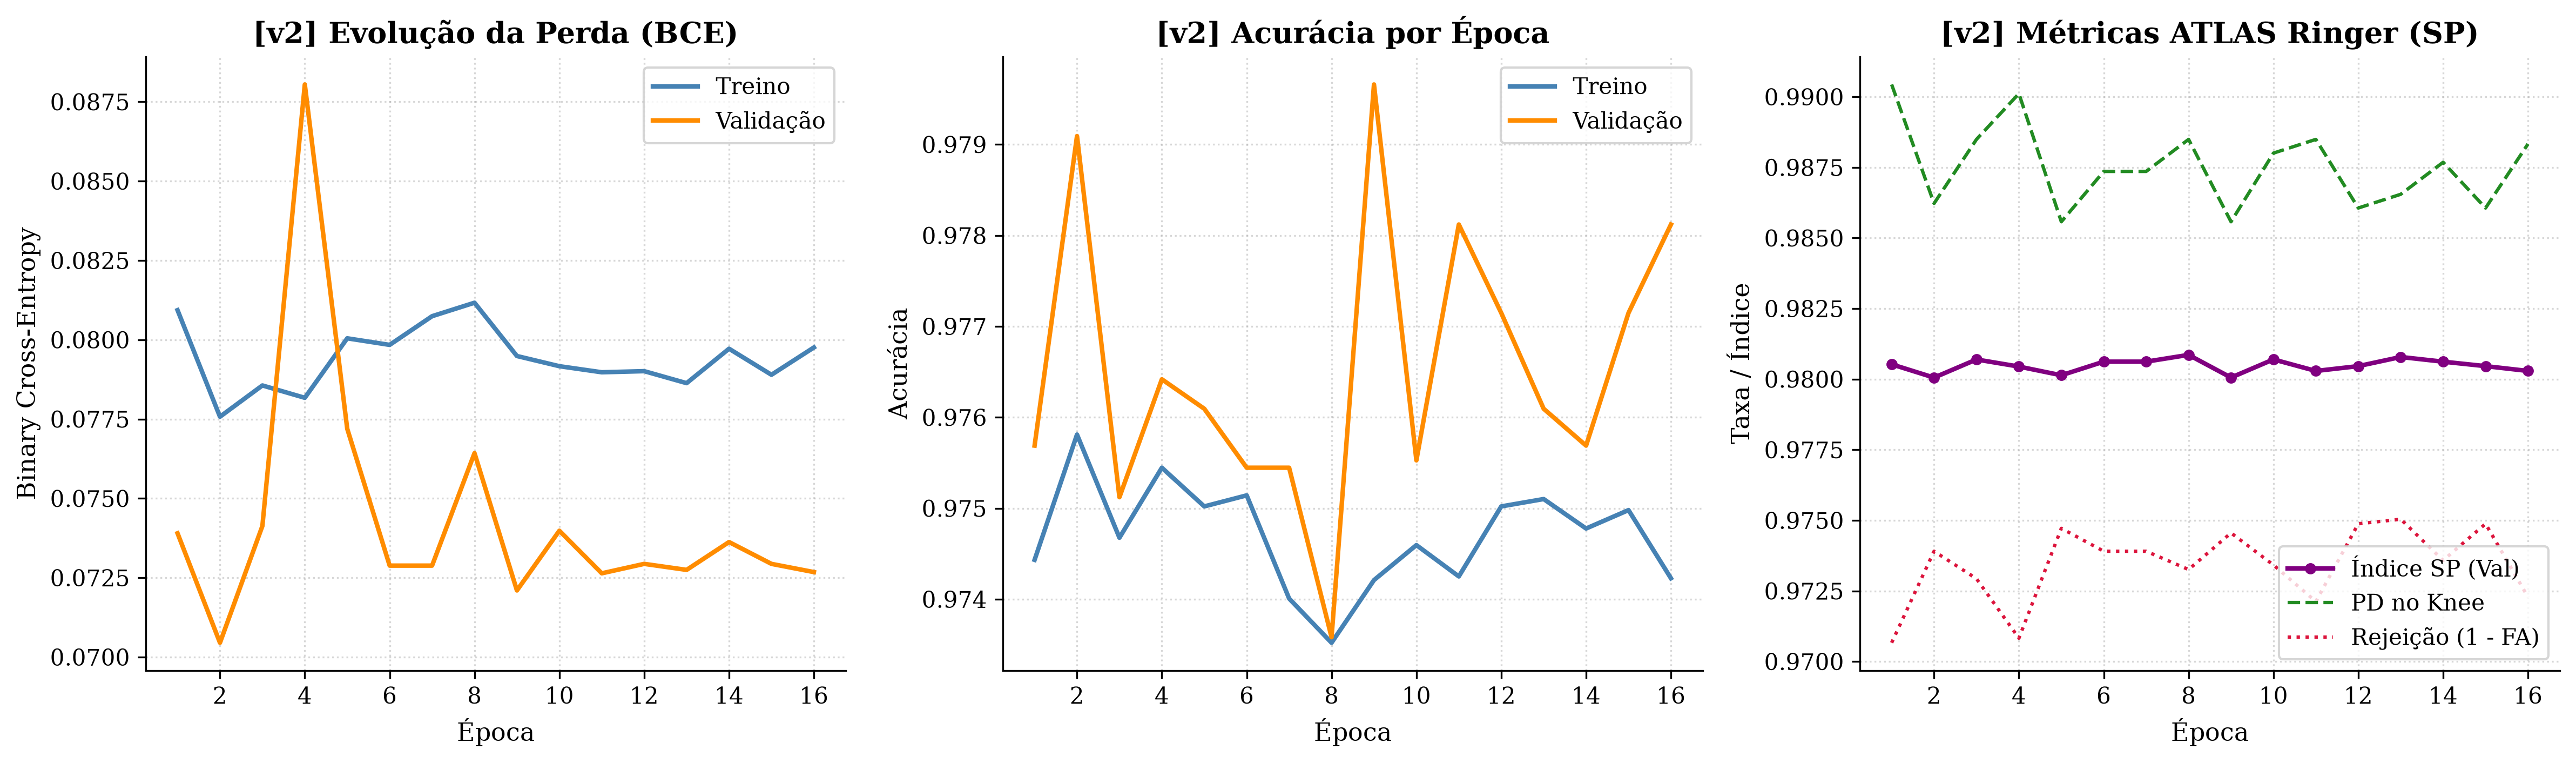 [v2] Evolução da Perda (BCE)
Treino
Validação
0.0875
0.0850
0.0825
0.0800
0.0775
0.0750
0.0725
0.0700
Binary Cross-Entropy
2 4 6 8 10 12 14 16
Época
[v2] Acurácia por Época
Treino
Validação
0.979
0.978
0.977
0.976
0.975
0.974
Acurácia
2 4 6 8 10 12 14 16
Época
[v2] Métricas ATLAS Ringer (SP)
0.9900
0.9875
0.9850
0.9825
0.9800
0.9775
0.9750
0.9725
0.9700
Taxa / Índice
Índice SP (Val)
PD no Knee
Rejeição (1 - FA)
2 4 6 8 10 12 14 16
Época